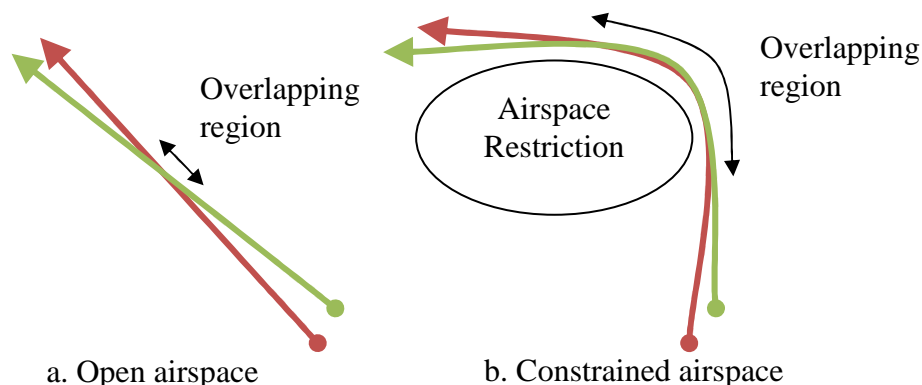 Overlapping
region
a. Open airspace
Overlapping
region
Airspace
Restriction
b. Constrained airspace